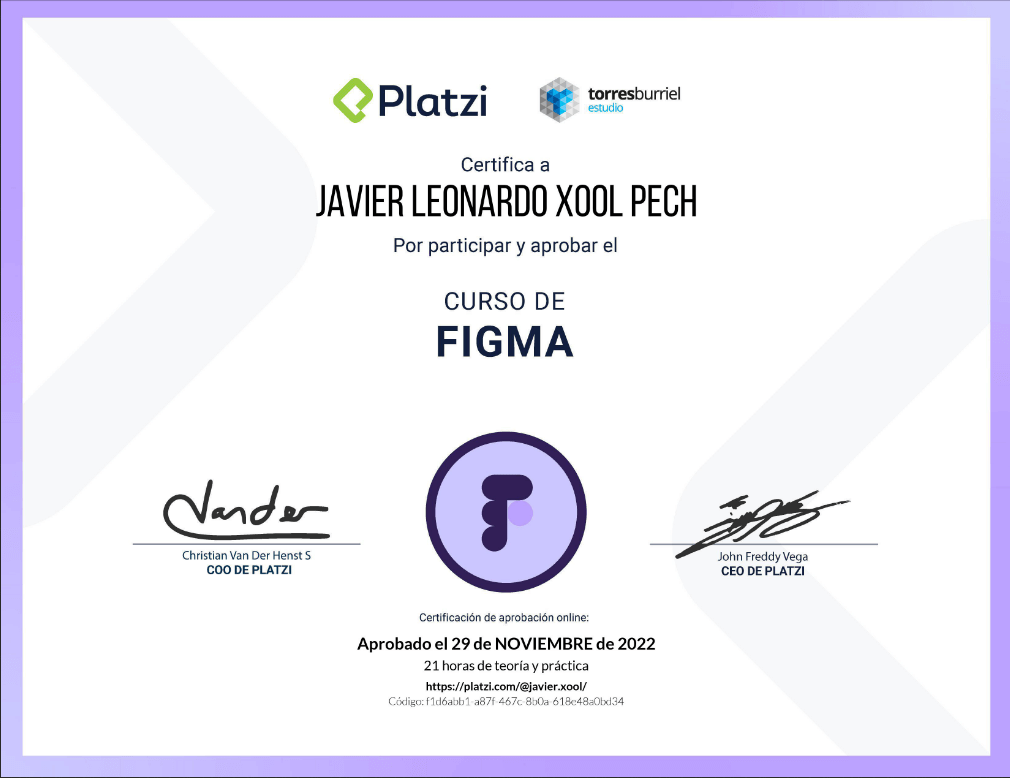 Platzi
torresburriel
estudio
Certifica a
JAVIER LEONARDO XOOL PECH
Por participar y aprobar el
CURSO DE
FIGMA
Vander
Christian Van Der Henst S
COO DE PLATZI
John Freddy Vega
CEO DE PLATZI
Certificación de aprobación online:
Aprobado el 29 de NOVIEMBRE de 2022
21 horas de teoría y práctica
https://platzi.com/@javier.xool/
Código: f1d6abb1-a87f-467c-8b0a-618e48a0bd34